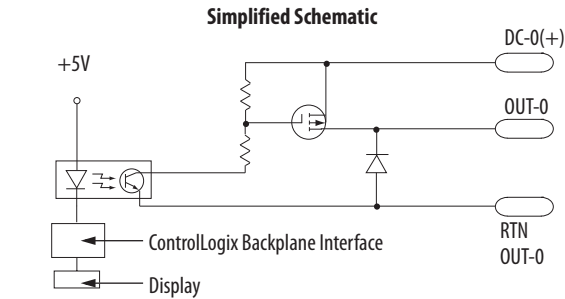 Simplified Schematic
DC-0(+)
+5V
OUT-0
RTN
OUT-0
ControlLogix Backplane Interface
Display